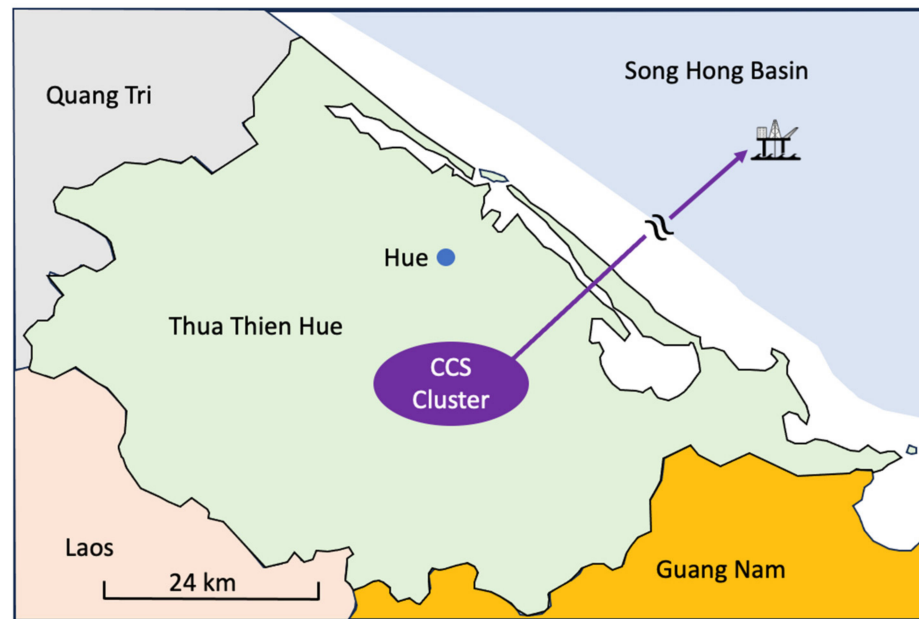 Song Hong Basin
Quang Tri
Hue
Thua Thien Hue
CCS
Cluster
Laos
24 km
Guang Nam